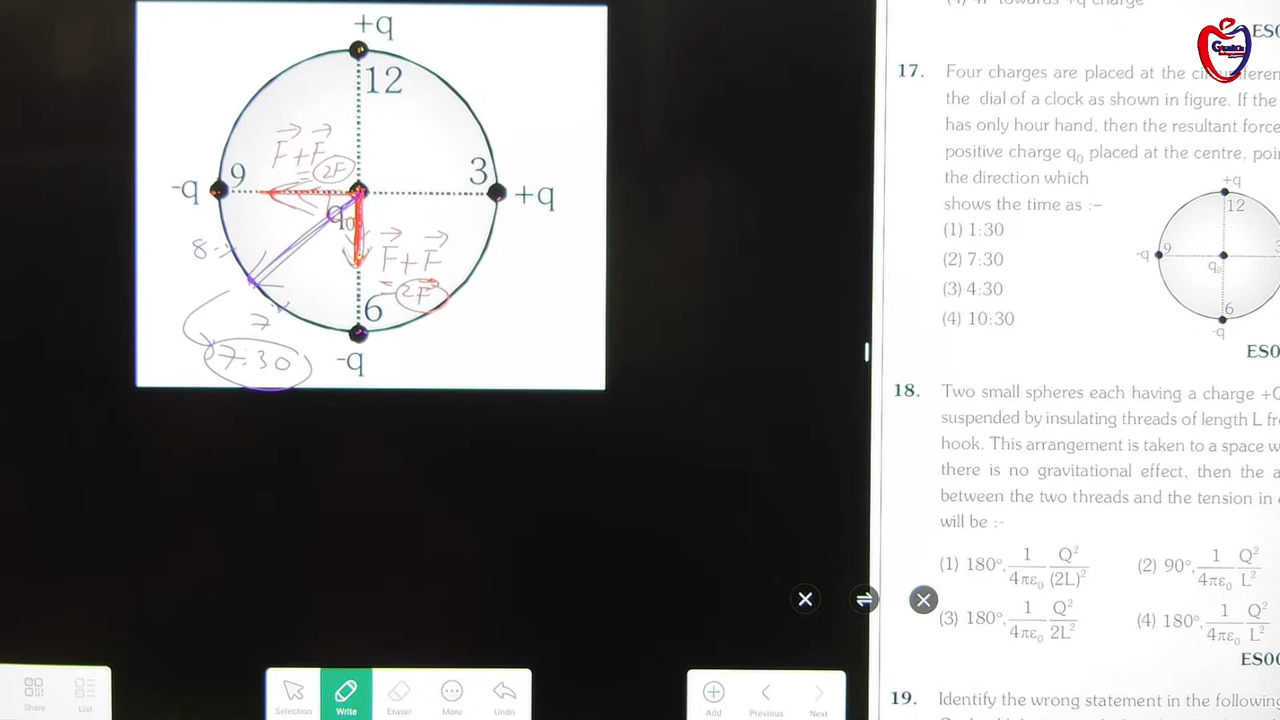 +q
12
F + F
= 2F
9
3
-q
+q
q0
8
F + F
= 2F
6
7
7:30
-q
Share
List
Selection
Write
Eraser
More
Undo
Add
Previous
Next
17. Four charges are placed at the
the dial of a clock as shown in figure. If the
has only hour hand, then the resultant force
positive charge q0 placed at the centre,
the direction which
shows the time as :-
(1) 1:30
(2) 7:30
(3) 4:30
(4) 10:30
+q
12
-q
9
q0
6
-q
18. Two small spheres each having a charge
suspended by insulating threads of length L
hook. This arrangement is taken to a space
there is no gravitational effect, then the
between the two threads and the tension in
will be :-
(1) 180°, 1/4πε0 Q²/(2L)² (2) 90°, 1/4πε0 Q²/L²
(3) 180°, 1/4πε0 Q²/2L² (4) 180°, 1/4πε0 Q²/L²
19. Identify the wrong statement in the following